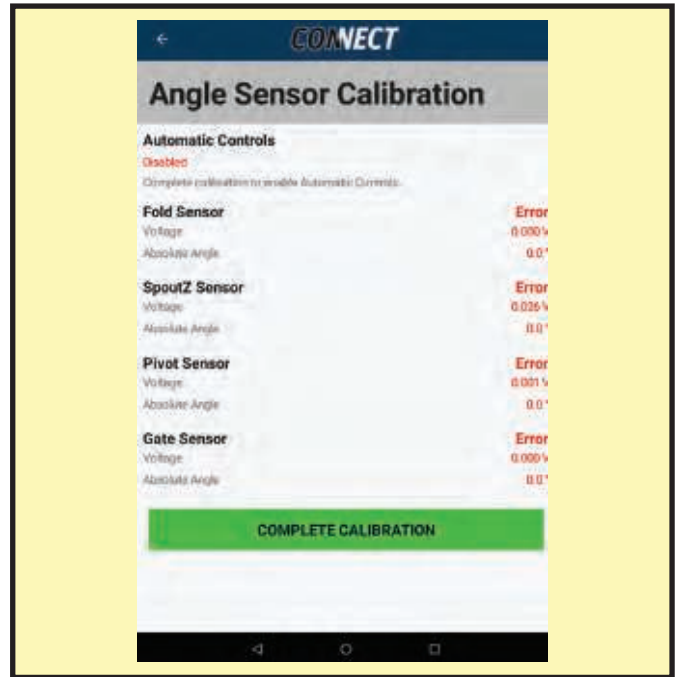 CONNECT
Angle Sensor Calibration
Automatic Controls
Disabled
Complete calibration to enable Automatic Controls.
Fold Sensor Error
Voltage 0.000 V
Absolute Angle 0.0°
SpoutZ Sensor Error
Voltage 0.026 V
Absolute Angle 0.0°
Pivot Sensor Error
Voltage 0.001 V
Absolute Angle 0.0°
Gate Sensor Error
Voltage 0.000 V
Absolute Angle 0.0°
COMPLETE CALIBRATION